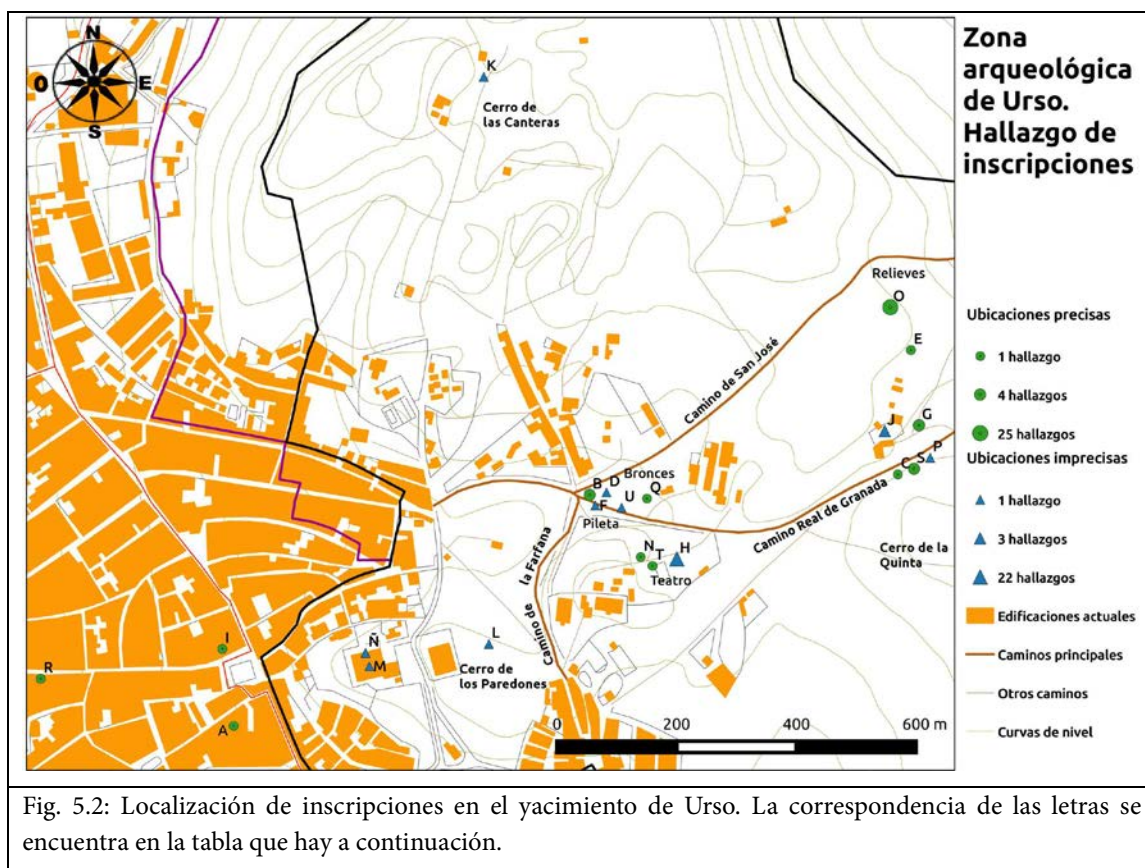 N
O E
S
Zona
arqueológica
de Urso.
Hallazgo de
inscripciones
K
Cerro de
las Canteras
Relieves
O
E
Camino de San José
J G
P
C S
Bronces
B D Q
F U
Pileta
Camino Real de Granada
Camino de la Farfana
N T H
Teatro
Cerro de la
Quinta
Ñ
M
L
Cerro de
los Paredones
I
R
A
0 200 400 600 m
Ubicaciones precisas
1 hallazgo
4 hallazgos
25 hallazgos
Ubicaciones imprecisas
1 hallazgo
3 hallazgos
22 hallazgos
Edificaciones actuales
Caminos principales
Otros caminos
Curvas de nivel
Fig. 5.2: Localización de inscripciones en el yacimiento de Urso. La correspondencia de las letras se
encuentra en la tabla que hay a continuación.